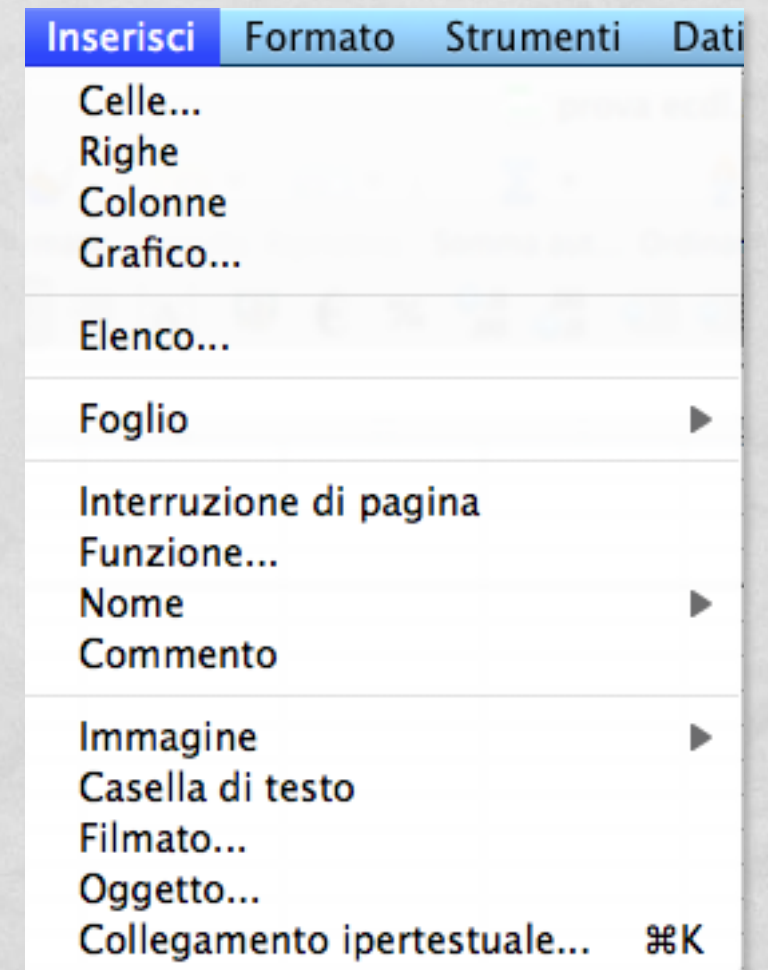 Inserisci Formato Strumenti Dati
Celle...
Righe
Colonne
Grafico...
Elenco...
Foglio
Interruzione di pagina
Funzione...
Nome
Commento
Immagine
Casella di testo
Filmato...
Oggetto...
Collegamento ipertestuale... ⌘K